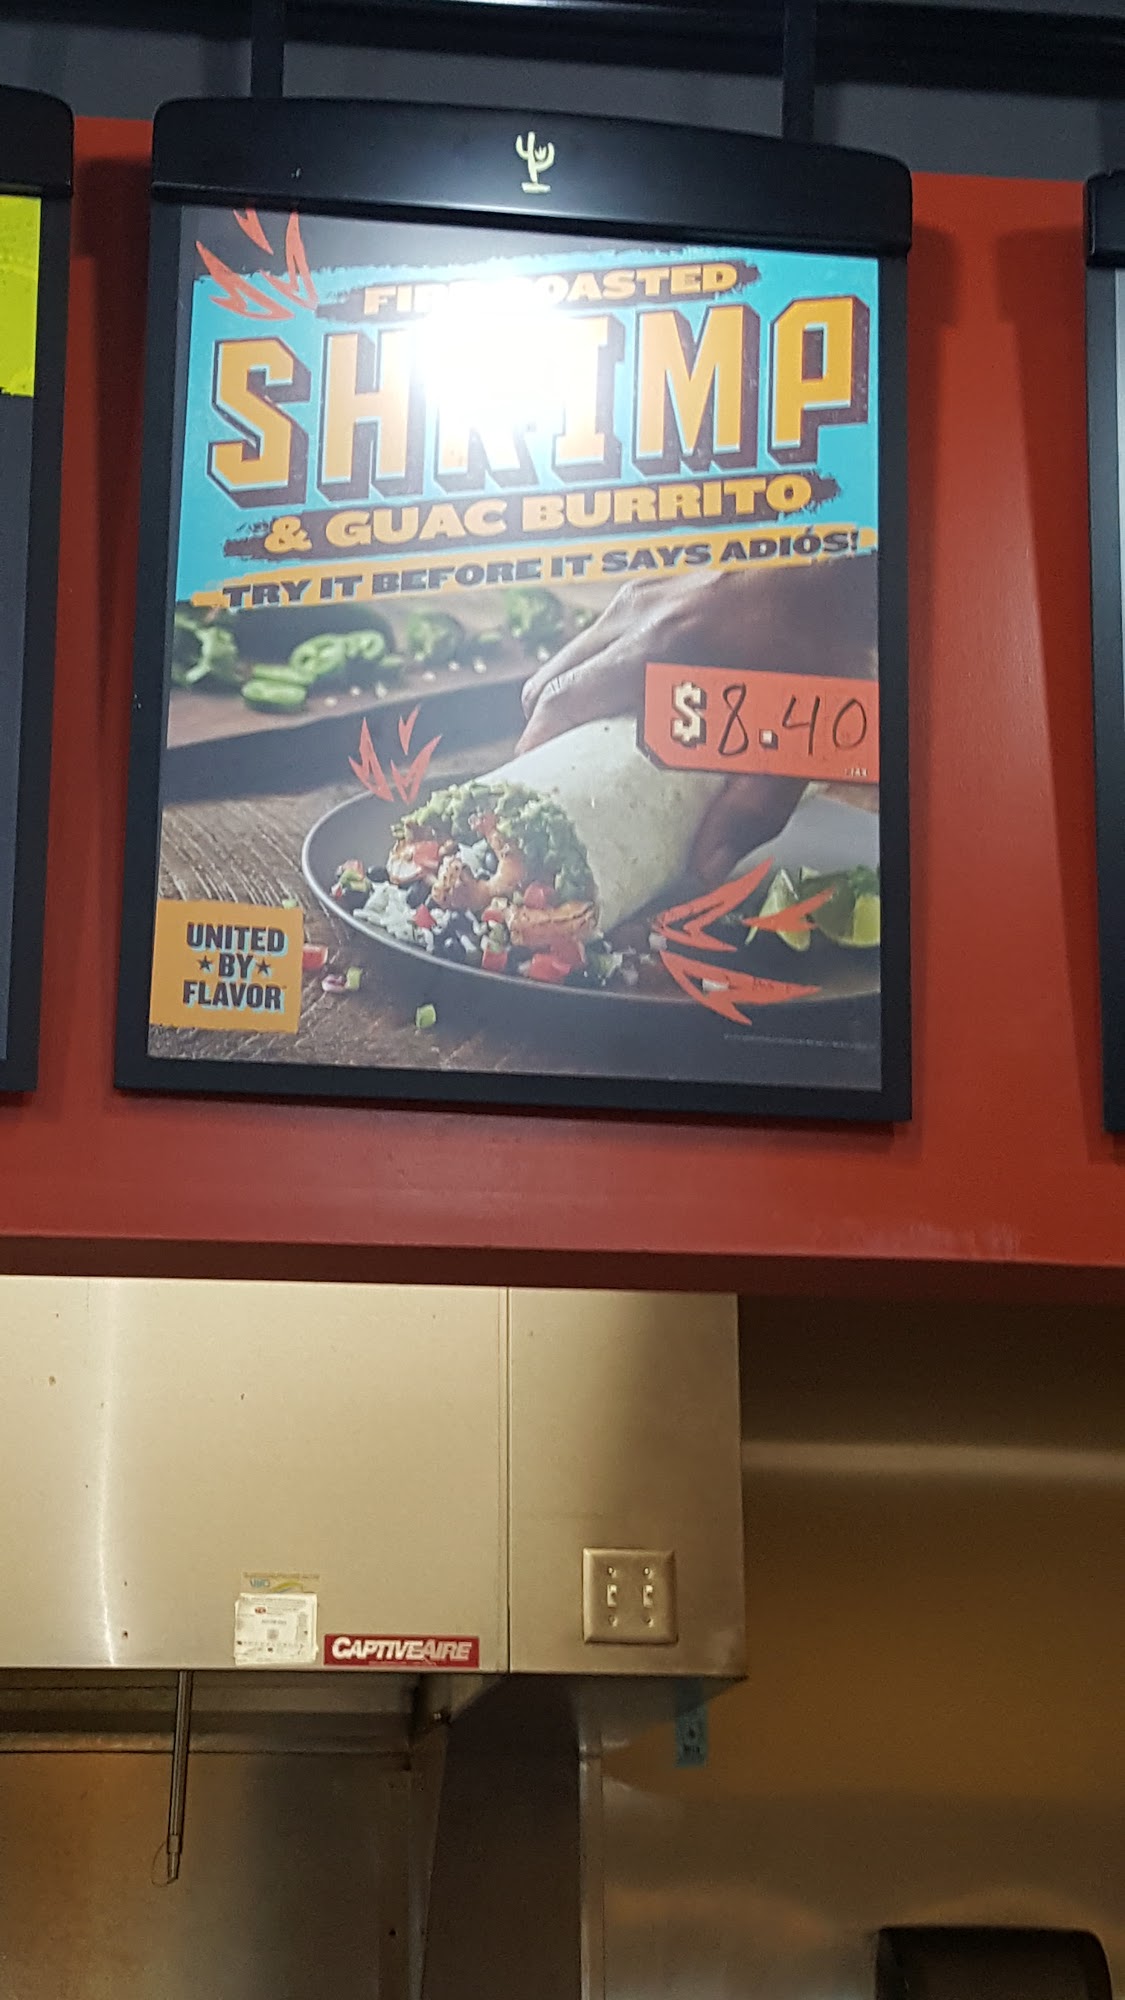 FIRE ROASTED
SHRIMP
& GUAC BURRITO
TRY IT BEFORE IT SAYS ADIÓS!
$8.40
UNITED
★BY★
FLAVOR
CAPTIVEAIRE